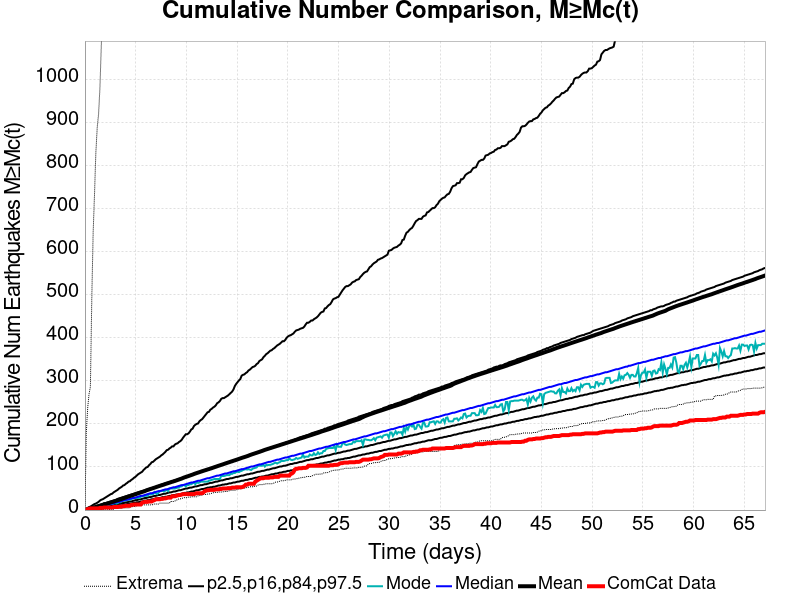 Cumulative Number Comparison, M≥Mc(t)
Cumulative Num Earthquakes M≥Mc(t)
1000
900
800
700
600
500
400
300
200
100
0
0 5 10 15 20 25 30 35 40 45 50 55 60 65
Time (days)
Extrema p2.5,p16,p84,p97.5 Mode Median Mean ComCat Data